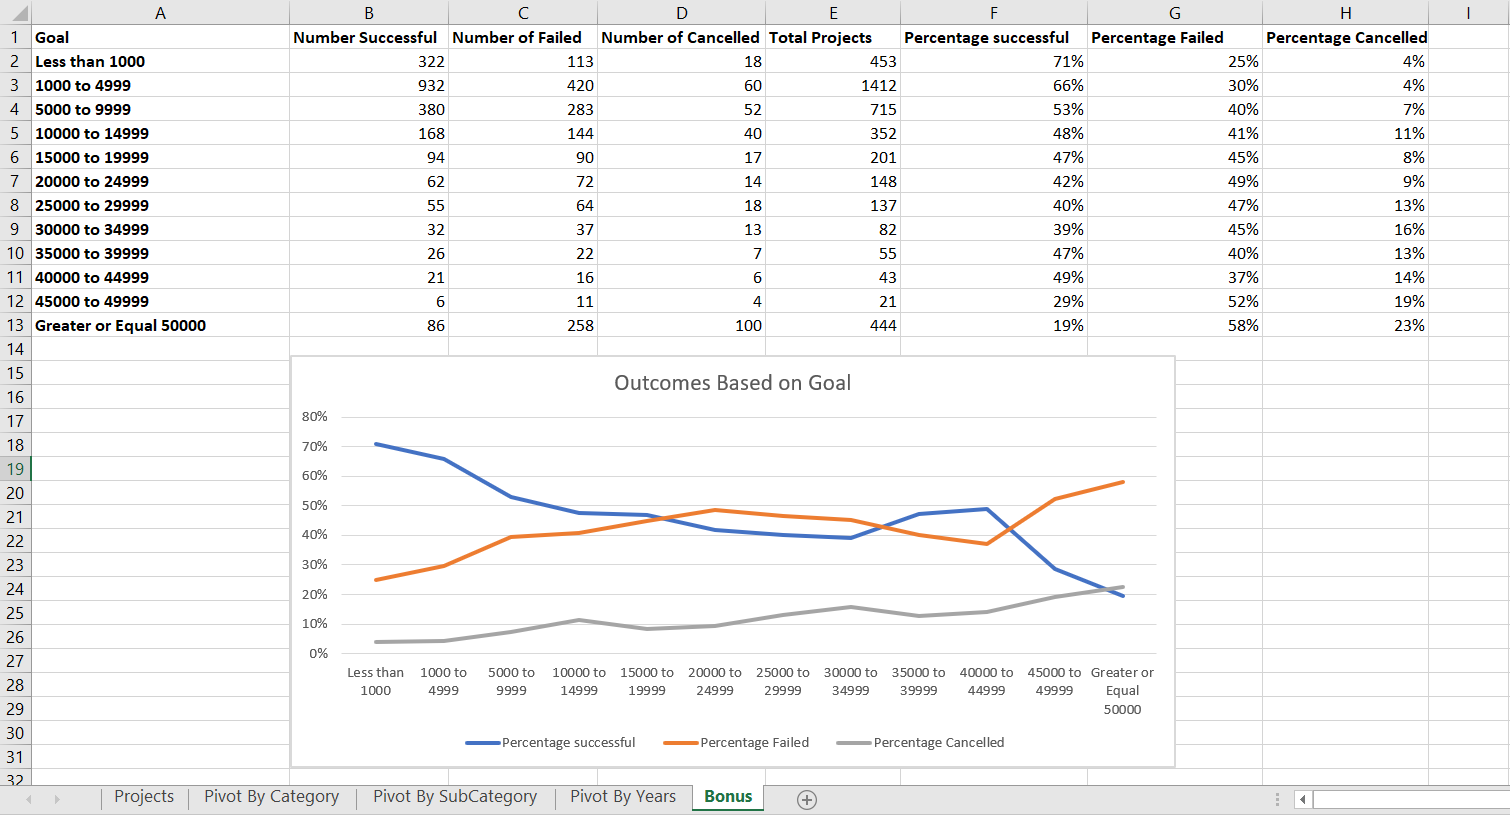 A B C D E F G H I
1 Goal Number Successful Number of Failed Number of Cancelled Total Projects Percentage successful Percentage Failed Percentage Cancelled
2 Less than 1000 322 113 18 453 71% 25% 4%
3 1000 to 4999 932 420 60 1412 66% 30% 4%
4 5000 to 9999 380 283 52 715 53% 40% 7%
5 10000 to 14999 168 144 40 352 48% 41% 11%
6 15000 to 19999 94 90 17 201 47% 45% 8%
7 20000 to 24999 62 72 14 148 42% 49% 9%
8 25000 to 29999 55 64 18 137 40% 47% 13%
9 30000 to 34999 32 37 13 82 39% 45% 16%
10 35000 to 39999 26 22 7 55 47% 40% 13%
11 40000 to 44999 21 16 6 43 49% 37% 14%
12 45000 to 49999 6 11 4 21 29% 52% 19%
13 Greater or Equal 50000 86 258 100 444 19% 58% 23%
14
15
16
17
18
19
20
21
22
23
24
25
26
27
28
29
30
31
32
Outcomes Based on Goal
80%
70%
60%
50%
40%
30%
20%
10%
0%
Less than 1000 to 5000 to 10000 to 15000 to 20000 to 25000 to 30000 to 35000 to 40000 to 45000 to Greater or
1000 4999 9999 14999 19999 24999 29999 34999 39999 44999 49999 Equal
50000
Percentage successful Percentage Failed Percentage Cancelled
Projects Pivot By Category Pivot By SubCategory Pivot By Years Bonus